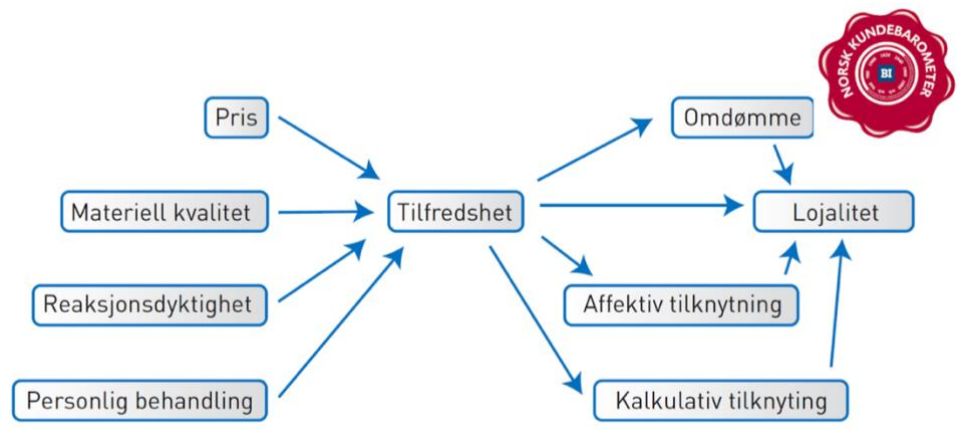 NORSK KUNDEBAROMETER
BI
Pris
Omdømme
Materiell kvalitet
Tilfredshet
Lojalitet
Reaksjonsdyktighet
Affektiv tilknytning
Personlig behandling
Kalkulativ tilknyting